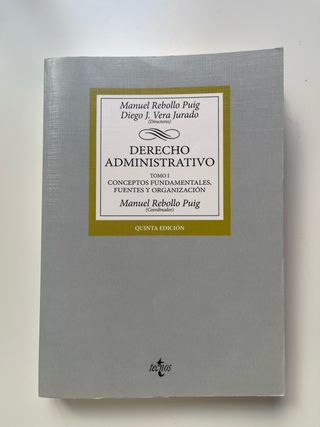 Manuel Rebollo Puig
Diego J. Vera Jurado
(Directores)
DERECHO
ADMINISTRATIVO
TOMO I
CONCEPTOS FUNDAMENTALES,
FUENTES Y ORGANIZACIÓN
Manuel Rebollo Puig
(Coordinador)
QUINTA EDICIÓN
tecnos